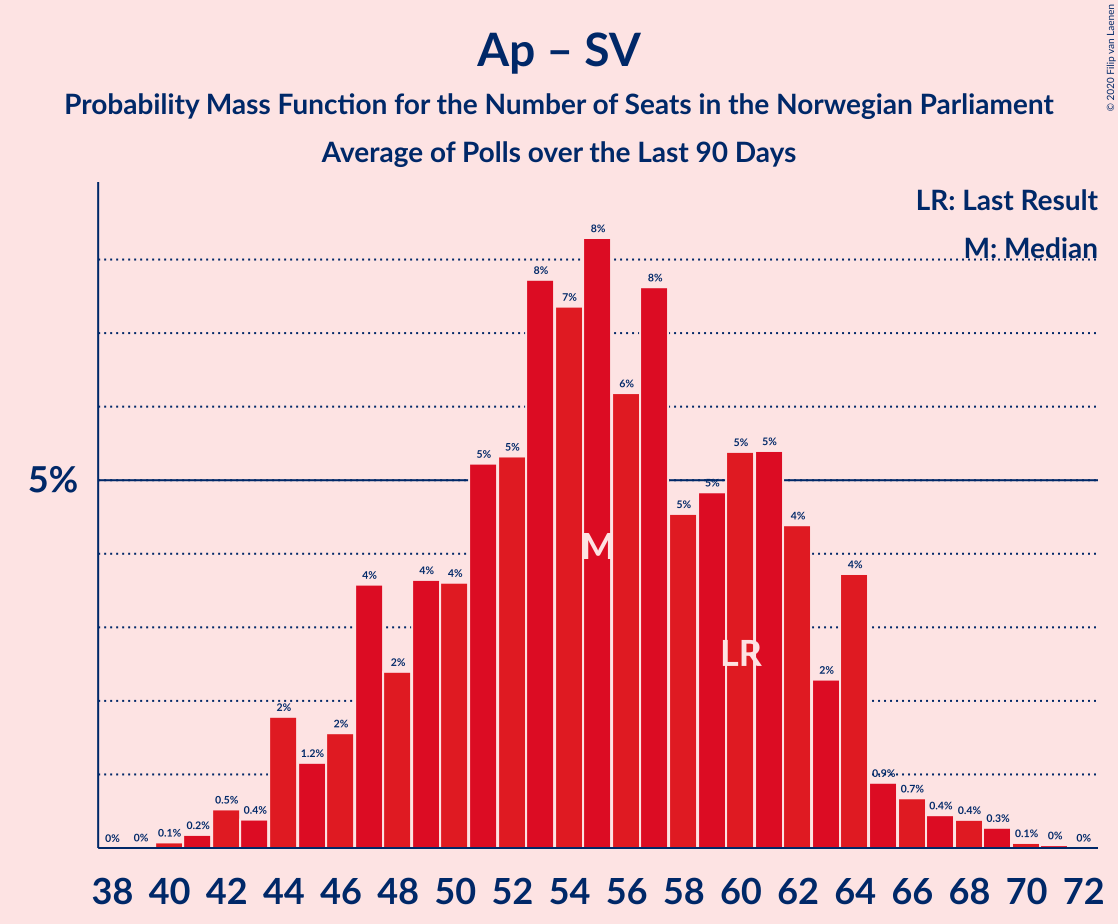 Ap – SV
Probability Mass Function for the Number of Seats in the Norwegian Parliament
Average of Polls over the Last 90 Days
© 2020 Filip van Laenen
LR: Last Result
M: Median
5%
0% 0% 0.1% 0.2% 0.5% 0.4% 2% 1.2% 2% 4% 2% 4% 4% 5% 5% 8% 7% 8% 6% 8% 5% 5% 5% 5% 4% 2% 4% 0.9% 0.7% 0.4% 0.4% 0.3% 0.1% 0% 0%
M
LR
38 40 42 44 46 48 50 52 54 56 58 60 62 64 66 68 70 72